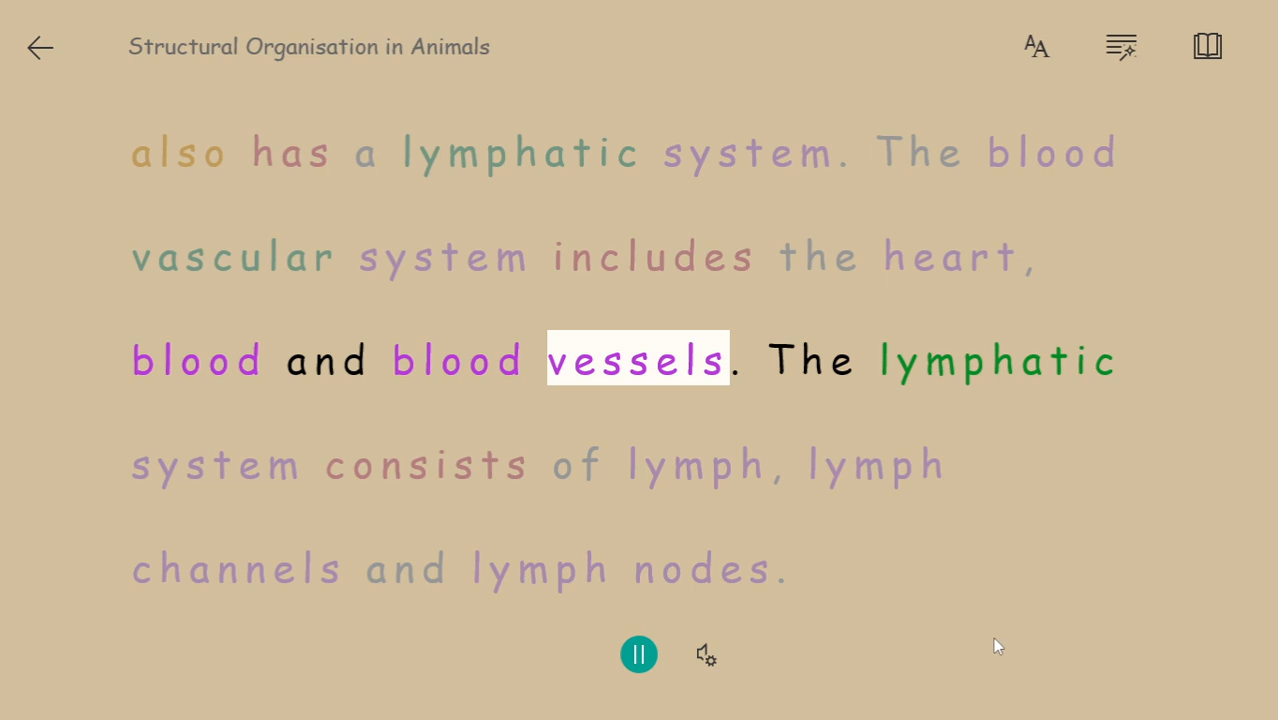 Structural Organisation in Animals
AA
also has a lymphatic system. The blood
vascular system includes the heart,
blood and blood vessels. The lymphatic
system consists of lymph, lymph
channels and lymph nodes.